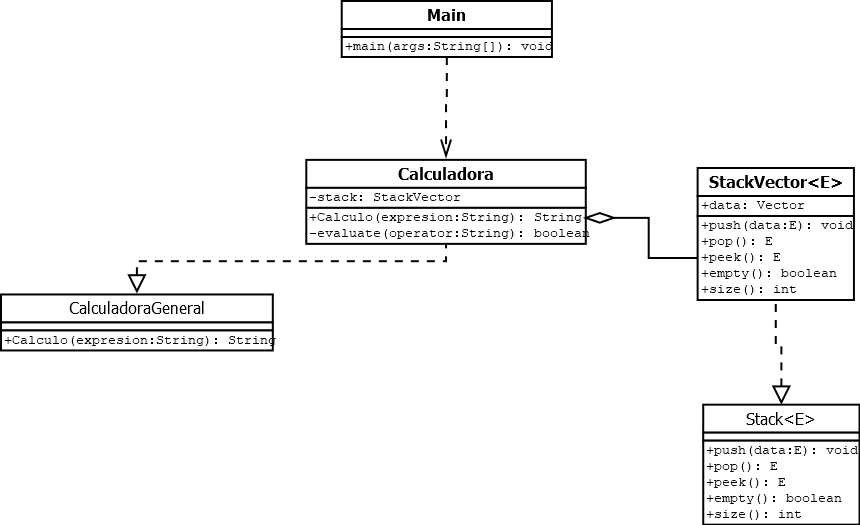 Main
+main(args:String[]): void
Calculadora
-stack: StackVector
+Calculo(expresion:String): String
-evaluate(operator:String): boolean
StackVector<E>
+data: Vector
+push(data:E): void
+pop(): E
+peek(): E
+empty(): boolean
+size(): int
CalculadoraGeneral
+Calculo(expresion:String): String
Stack<E>
+push(data:E): void
+pop(): E
+peek(): E
+empty(): boolean
+size(): int